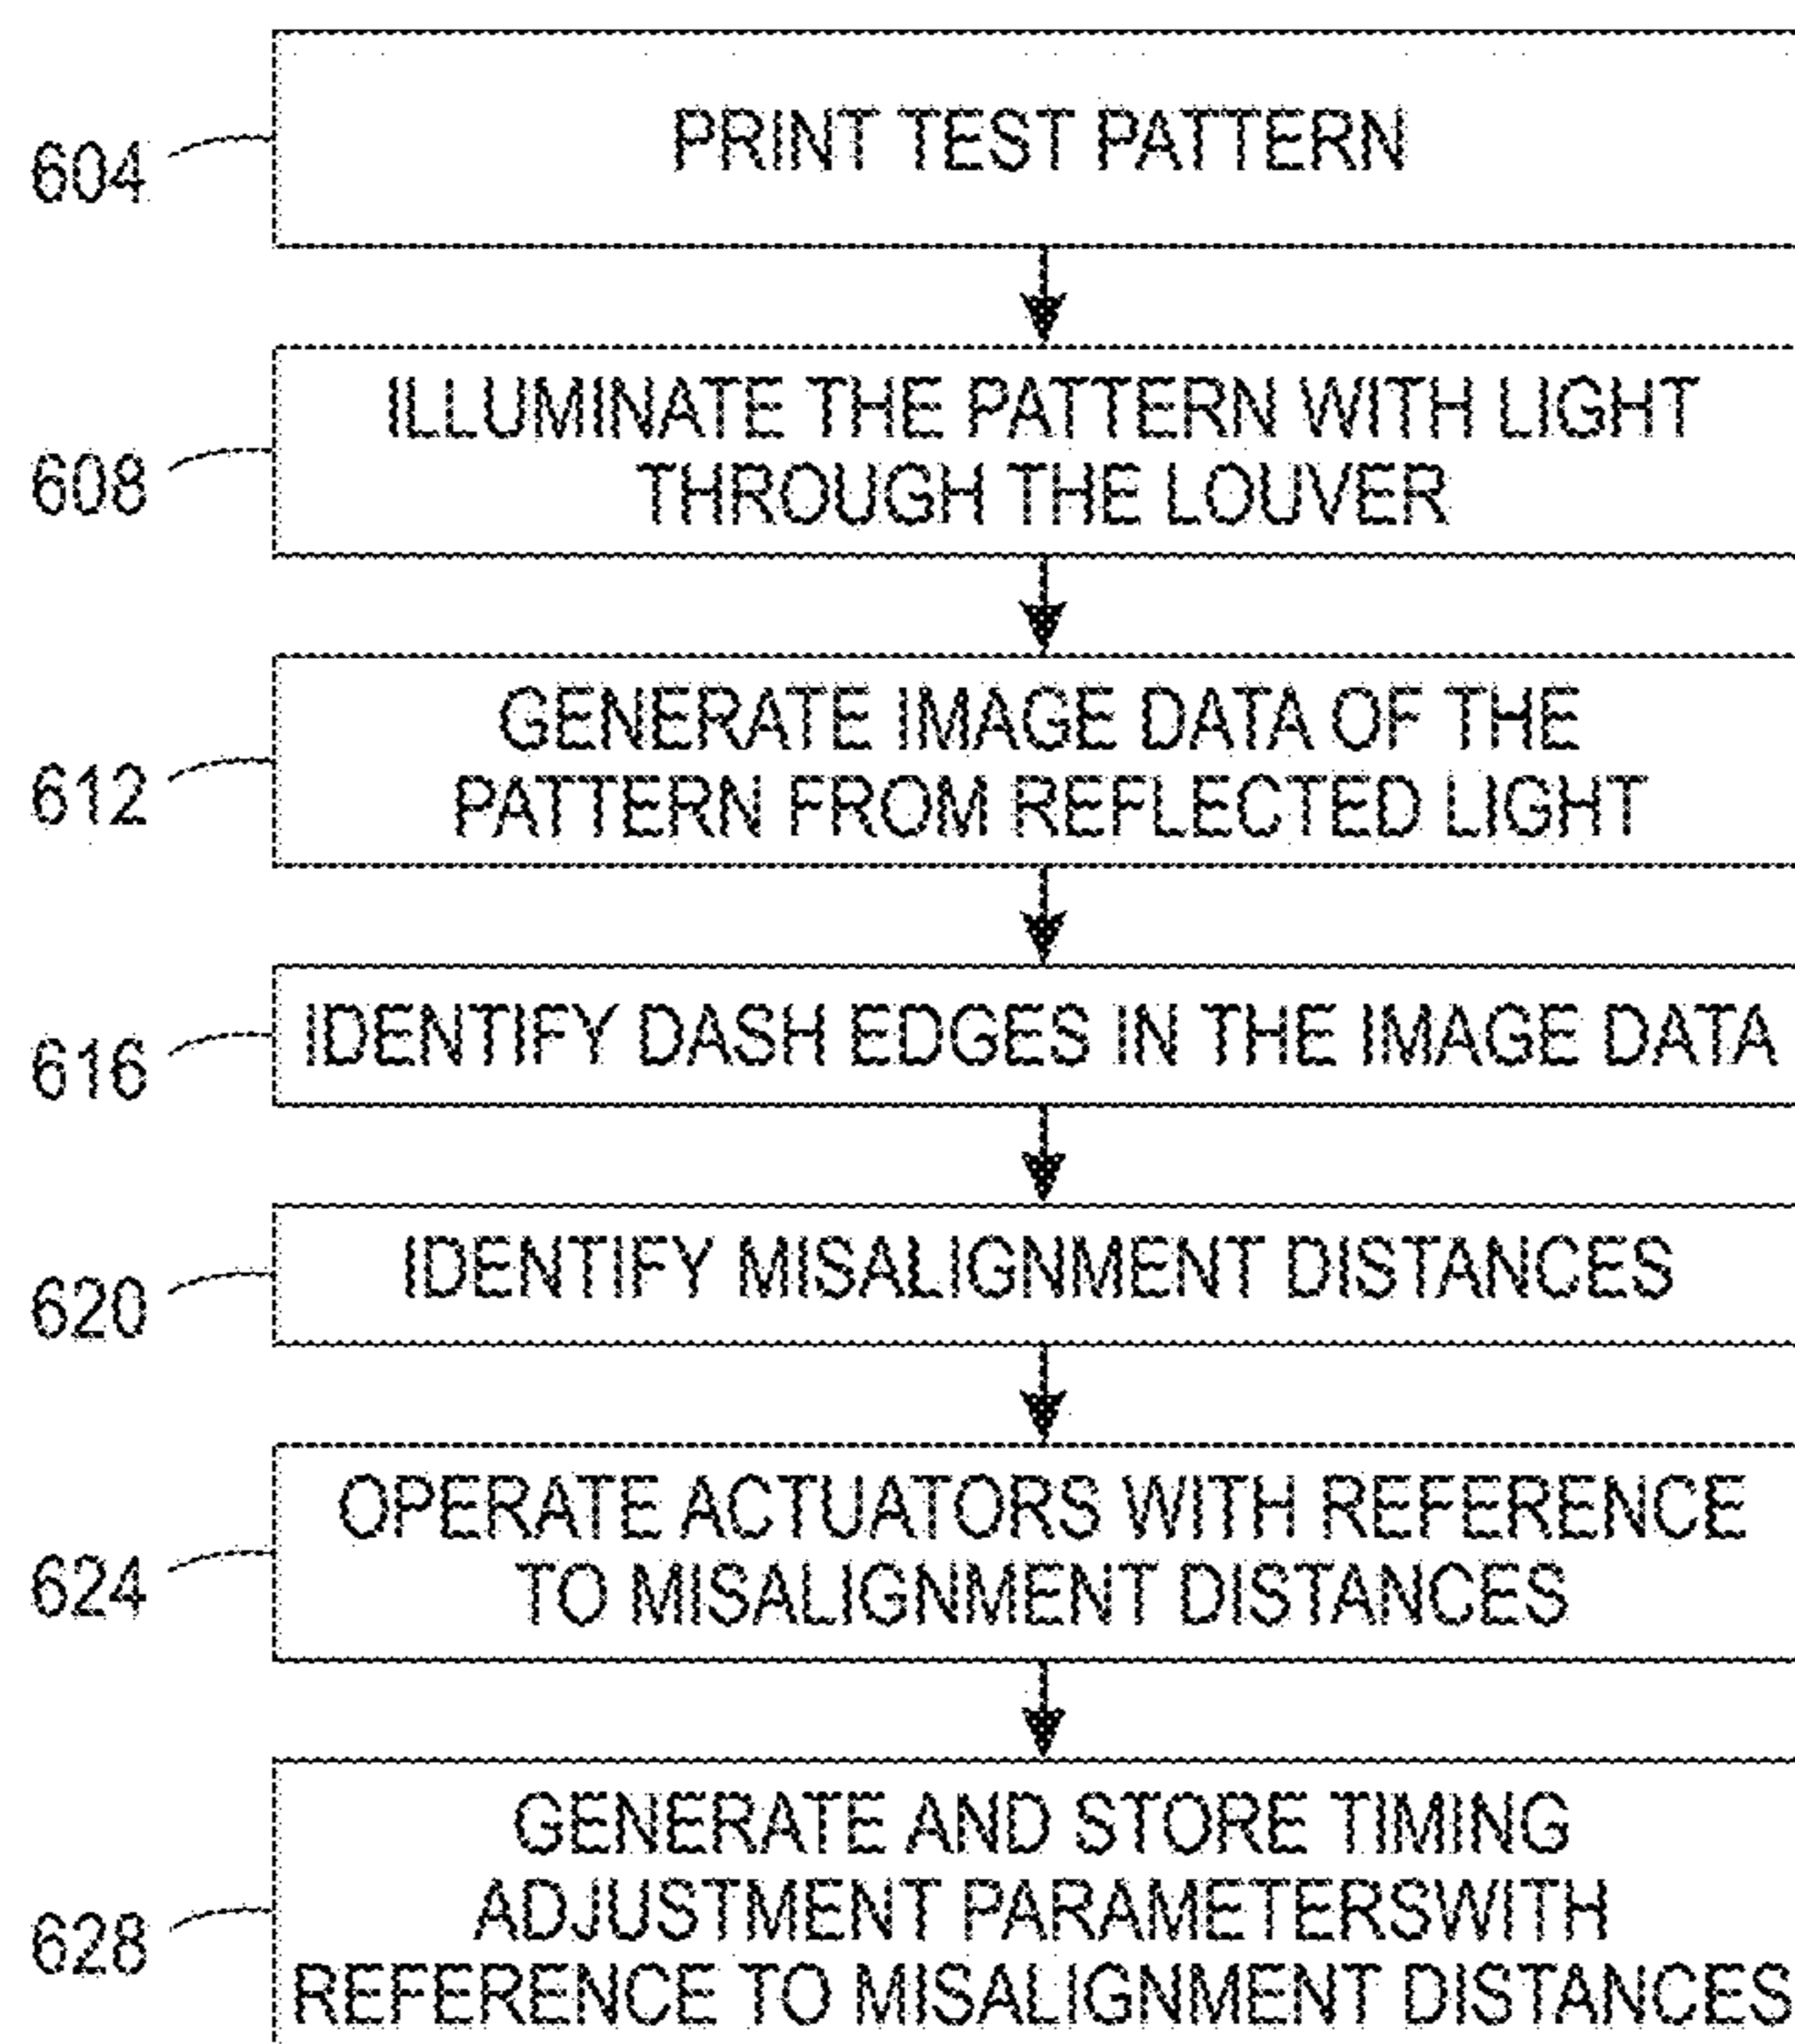 604
PRINT TEST PATTERN
608
ILLUMINATE THE PATTERN WITH LIGHT
THROUGH THE LOUVER
612
GENERATE IMAGE DATA OF THE
PATTERN FROM REFLECTED LIGHT
616
IDENTIFY DASH EDGES IN THE IMAGE DATA
620
IDENTIFY MISALIGNMENT DISTANCES
624
OPERATE ACTUATORS WITH REFERENCE
TO MISALIGNMENT DISTANCES
628
GENERATE AND STORE TIMING
ADJUSTMENT PARAMETERSWITH
REFERENCE TO MISALIGNMENT DISTANCES